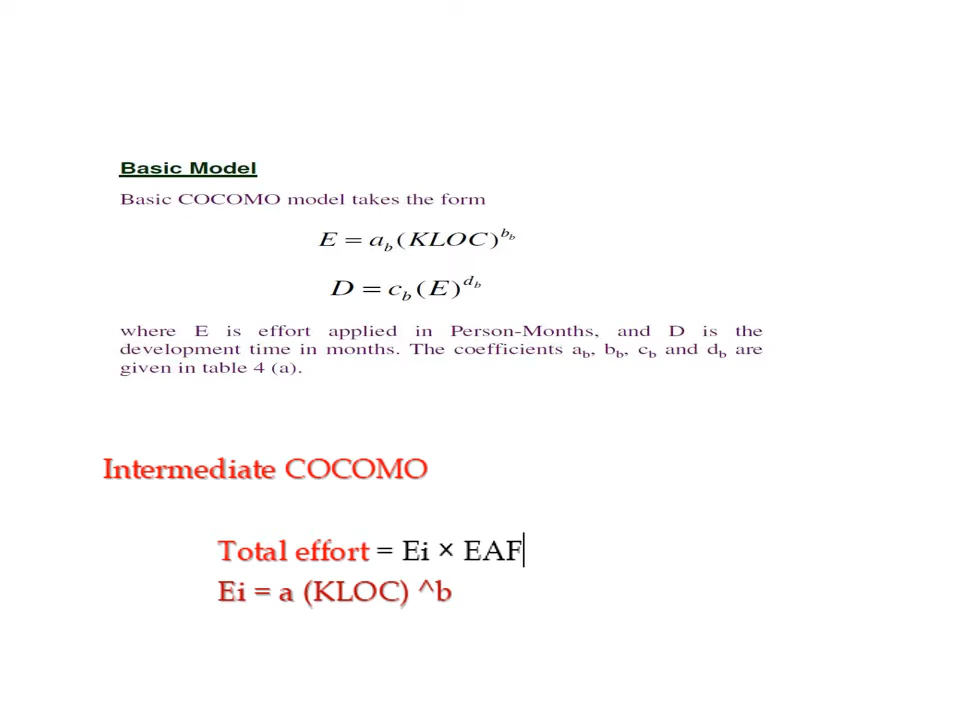 Basic Model
Basic COCOMO model takes the form
E = a_b (KLOC)^{b_b}
D = c_b (E)^{d_b}
where E is effort applied in Person-Months, and D is the
development time in months. The coefficients a_b, b_b, c_b and d_b are
given in table 4 (a).
Intermediate COCOMO
Total effort = Ei × EAF
Ei = a (KLOC) ^b